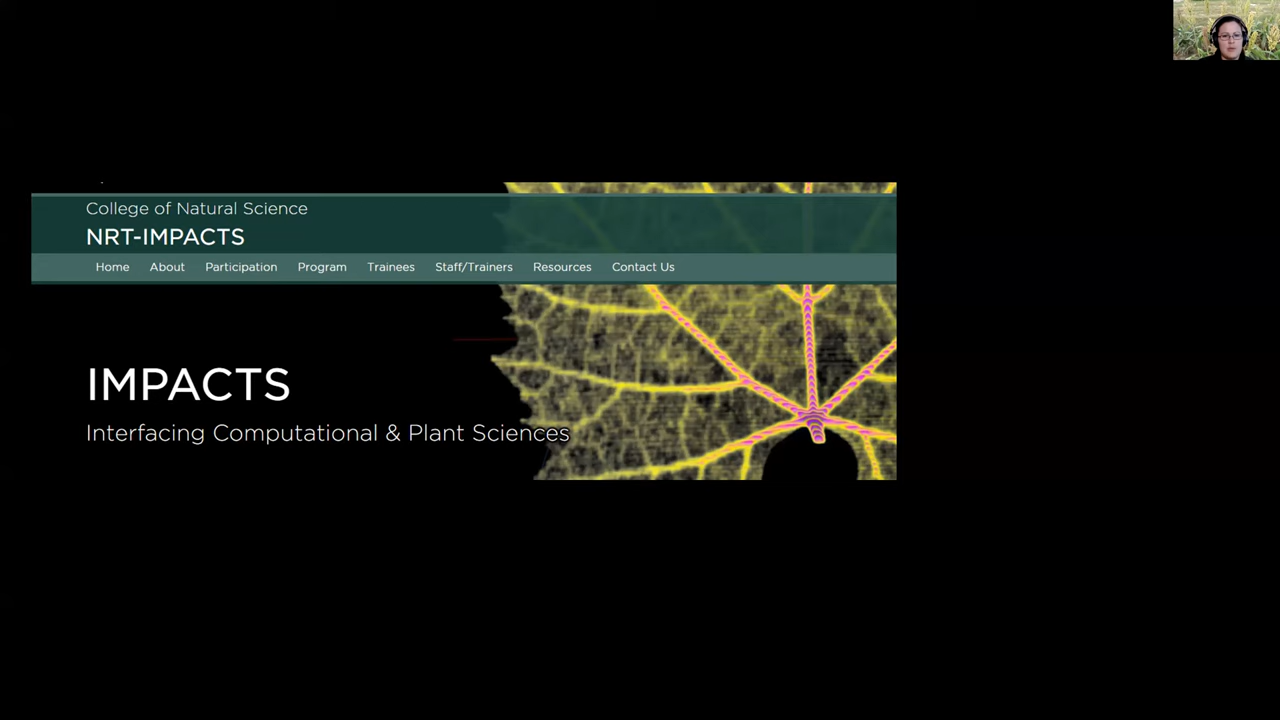 College of Natural Science
NRT-IMPACTS
Home About Participation Program Trainees Staff/Trainers Resources Contact Us
IMPACTS
Interfacing Computational & Plant Sciences